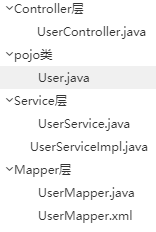 Controller层
UserController.java
pojo类
User.java
Service层
UserService.java
UserServiceImpl.java
Mapper层
UserMapper.java
UserMapper.xml